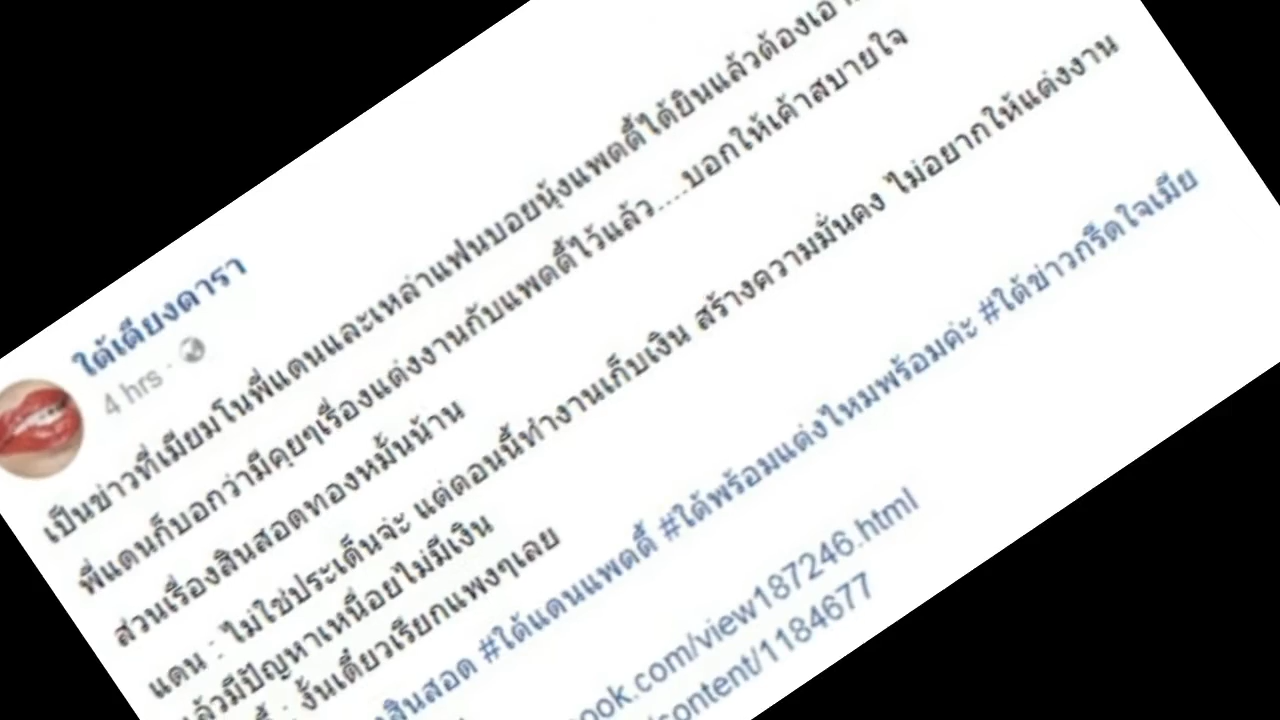 ใต้เตียงดารา
4 hrs ·
เป็นข่าวที่เมียมโนพี่แดนและเหล่าแฟนบอยนุ้งแพตตี้ได้ยินแล้วต้องเอา
พี่แดนก็บอกว่ามีคุยๆเรื่องแต่งงานกับแพตตี้ไว้แล้ว....บอกให้เค้าสบายใจ
ส่วนเรื่องสินสอดทองหมั้นน้าน
แดน : ไม่ใช่ประเด็นจ่ะ แต่ตอนนี้ทำงานเก็บเงิน สร้างความมั่นคง ไม่อยากให้แต่งงาน
แล้วมีปัญหาเหนื่อยไม่มีเงิน
: งั้นเดี๋ยวเรียกแพงๆเลย
สินสอด #ใต้แดนแพตตี้ #ใต้พร้อมแต่งไหมพร้อมค่ะ #ใต้ข่าวกรี๊ดใจเมีย
ook.com/view187246.html
content/1184677